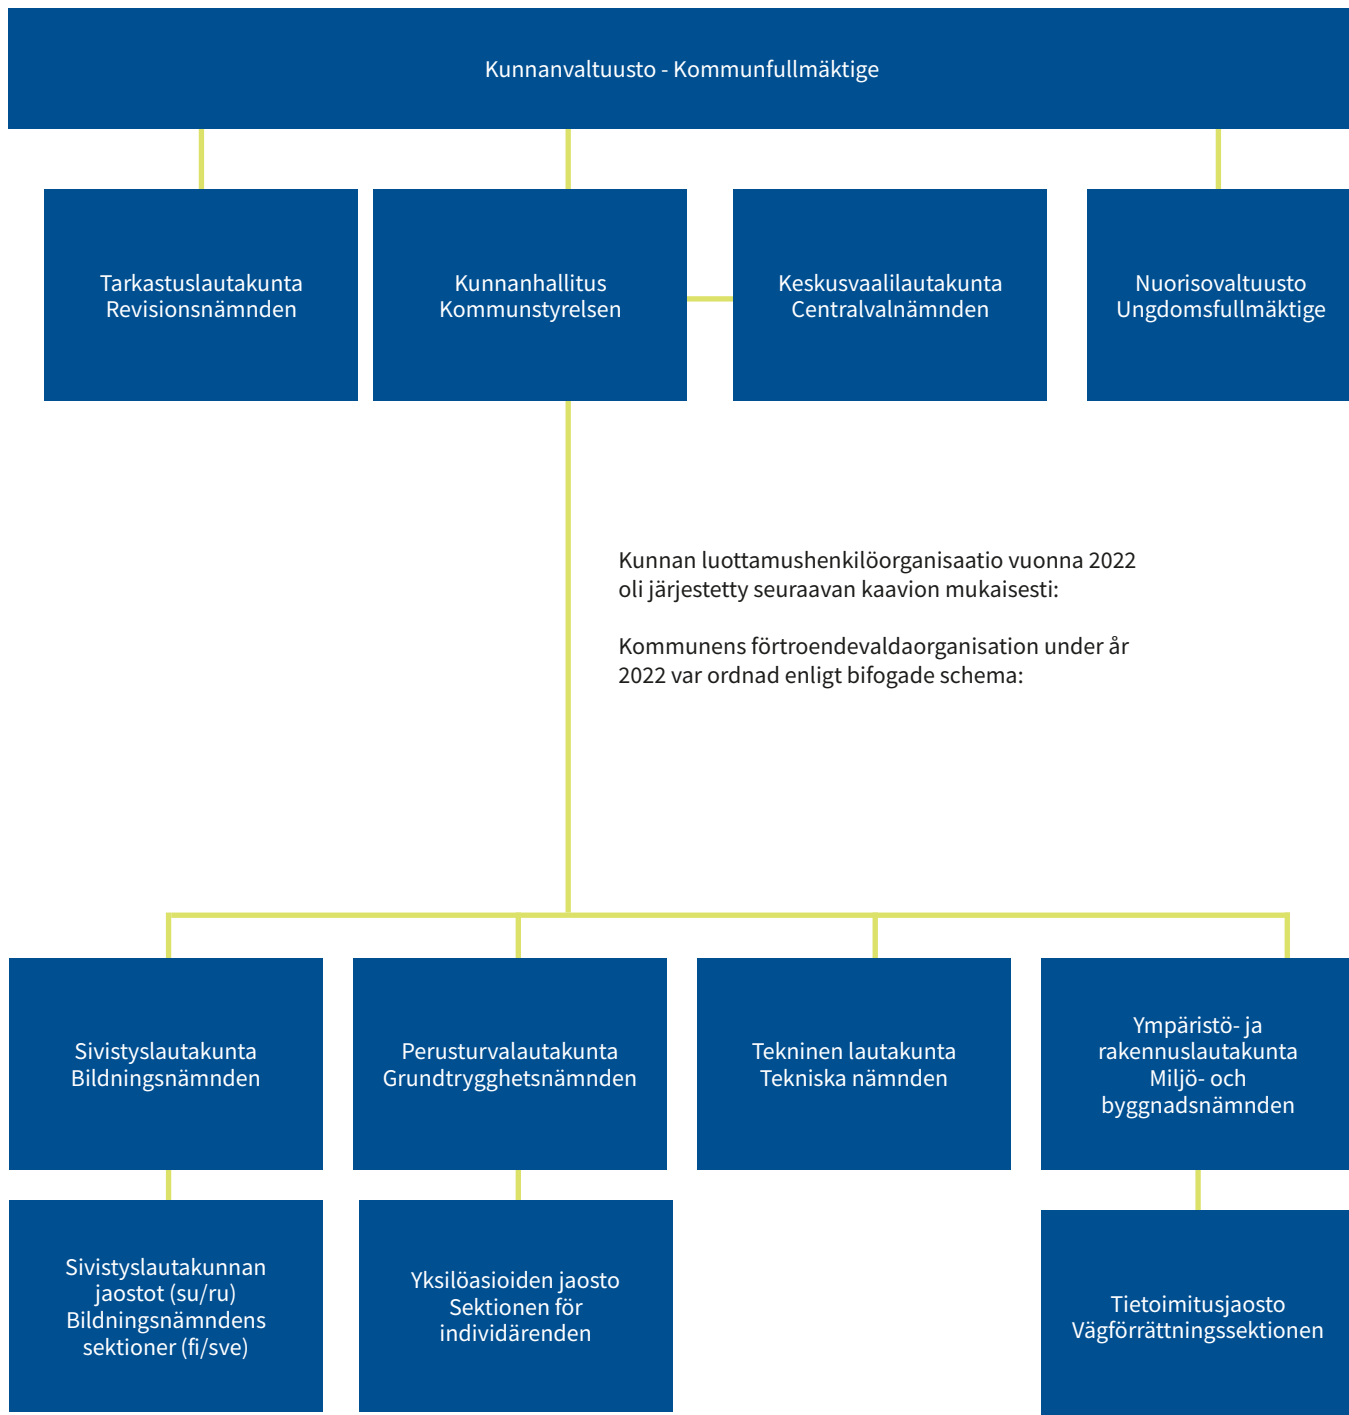 Kunnanvaltuusto - Kommunfullmäktige
Tarkastuslautakunta
Revisionsnämnden
Kunnanhallitus
Kommunstyrelsen
Keskusvaalilautakunta
Centralvalnämnden
Nuorisovaltuusto
Ungdomsfullmäktige
Kunnan luottamushenkilöorganisaatio vuonna 2022
oli järjestetty seuraavan kaavion mukaisesti:
Kommunens förtroendevaldaorganisation under år
2022 var ordnad enligt bifogade schema:
Sivistyslautakunta
Bildningsnämnden
Perusturvalautakunta
Grundtrygghetsnämnden
Tekninen lautakunta
Tekniska nämnden
Ympäristö- ja
rakennuslautakunta
Miljö- och
byggnadsnämnden
Sivistyslautakunnan
jaostot (su/ru)
Bildningsnämndens
sektioner (fi/sve)
Yksilöasioiden jaosto
Sektionen för
individärenden
Tietoimitusjaosto
Vägförrättningssektionen